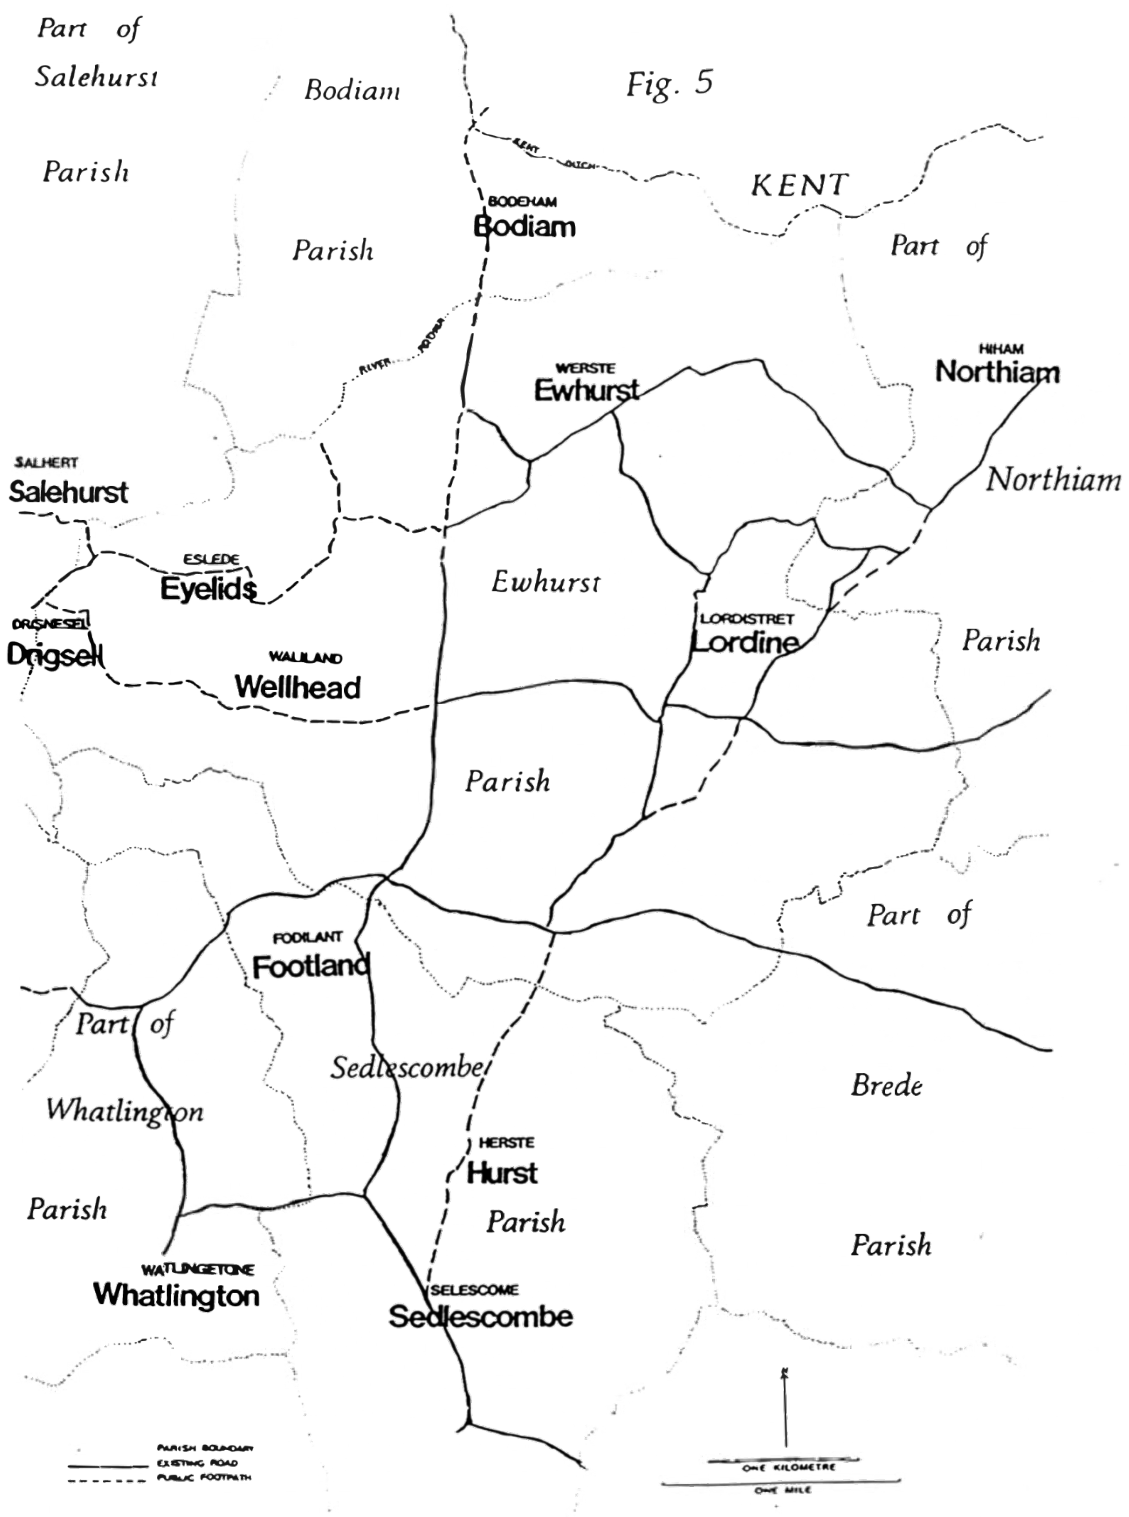 Part of
Salehurst
Parish
Bodiam
Parish
Fig. 5
KENT DITCH
KENT
Part of
BODEHAM
Bodiam
RIVER ROTHER
WERSTE
Ewhurst
HIHAM
Northiam
Northiam
SALHERT
Salehurst
ESLEDE
Eyelids
Ewhurst
LORDISTRET
Lordine
Parish
DRISNESEL
Drigsell
WALILAND
Wellhead
Parish
Part of
FODILANT
Footland
Part of
Whatlington
Parish
Sedlescombe
Brede
HERSTE
Hurst
Parish
Parish
WATLINGETONE
Whatlington
SELESCOME
Sedlescombe
N
PARISH BOUNDARY
EXISTING ROAD
PUBLIC FOOTPATH
ONE KILOMETRE
ONE MILE